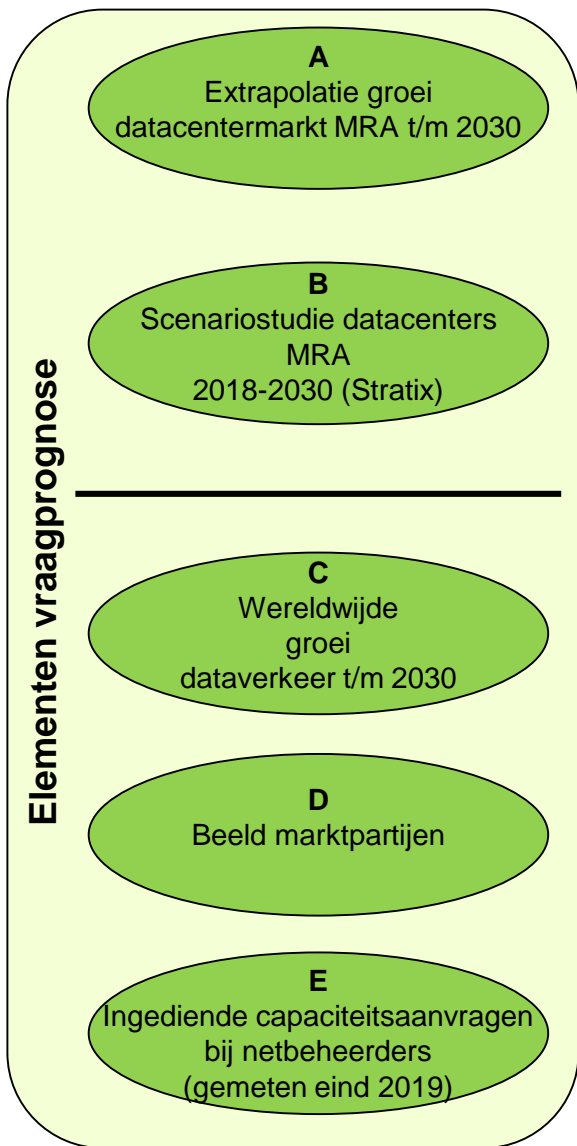 Elementen vraagprognose
A
Extrapolatie groei
datacentermarkt MRA t/m 2030
B
Scenariostudie datacenters
MRA
2018-2030 (Stratix)
C
Wereldwijde
groei
dataverkeer t/m 2030
D
Beeld marktpartijen
E
Ingediende capaciteitsaanvragen
bij netbeheerders
(gemeten eind 2019)